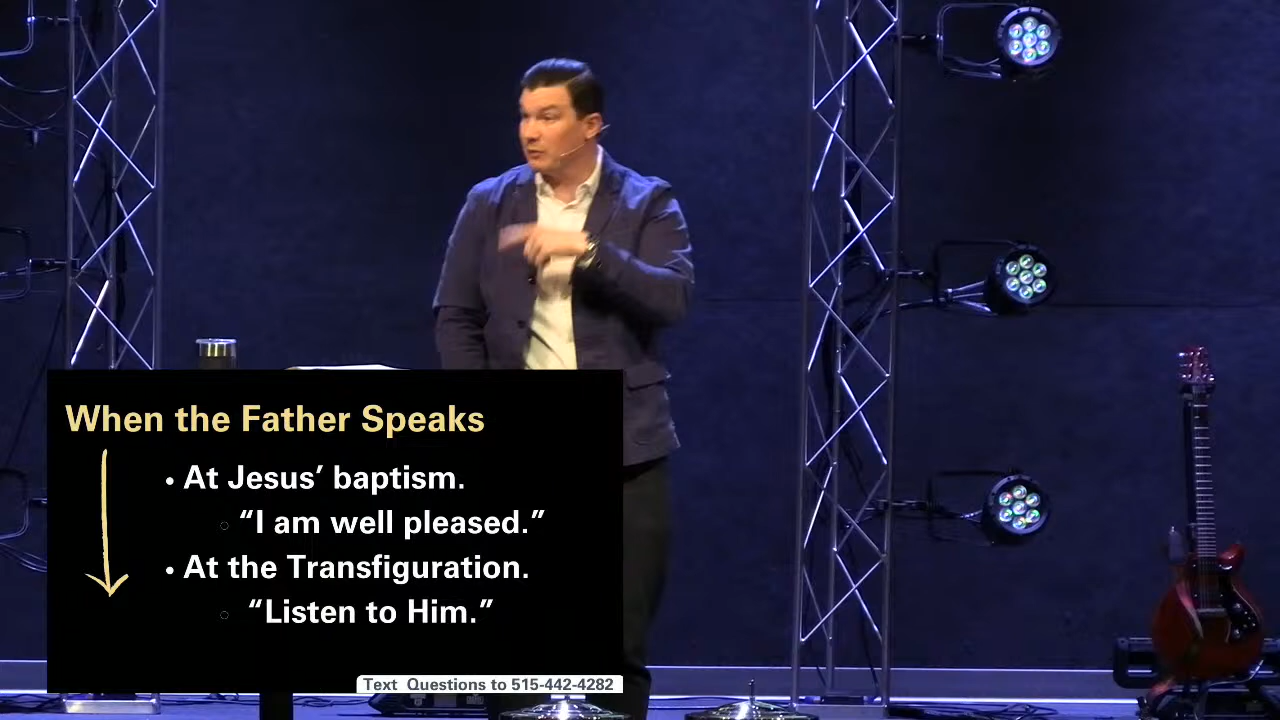 When the Father Speaks
• At Jesus’ baptism.
◦ “I am well pleased.”
• At the Transfiguration.
◦ “Listen to Him.”
Text Questions to 515-442-4282